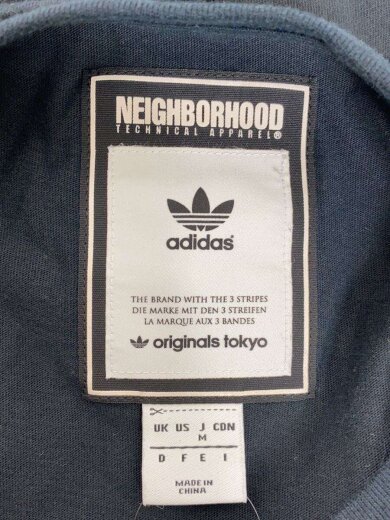 NEIGHBORHOOD
TECHNICAL APPAREL®
adidas
THE BRAND WITH THE 3 STRIPES
DIE MARKE MIT DEN 3 STREIFEN
LA MARQUE AUX 3 BANDES
originals tokyo
UK US J CDN
M
D F E I
MADE IN
CHINA